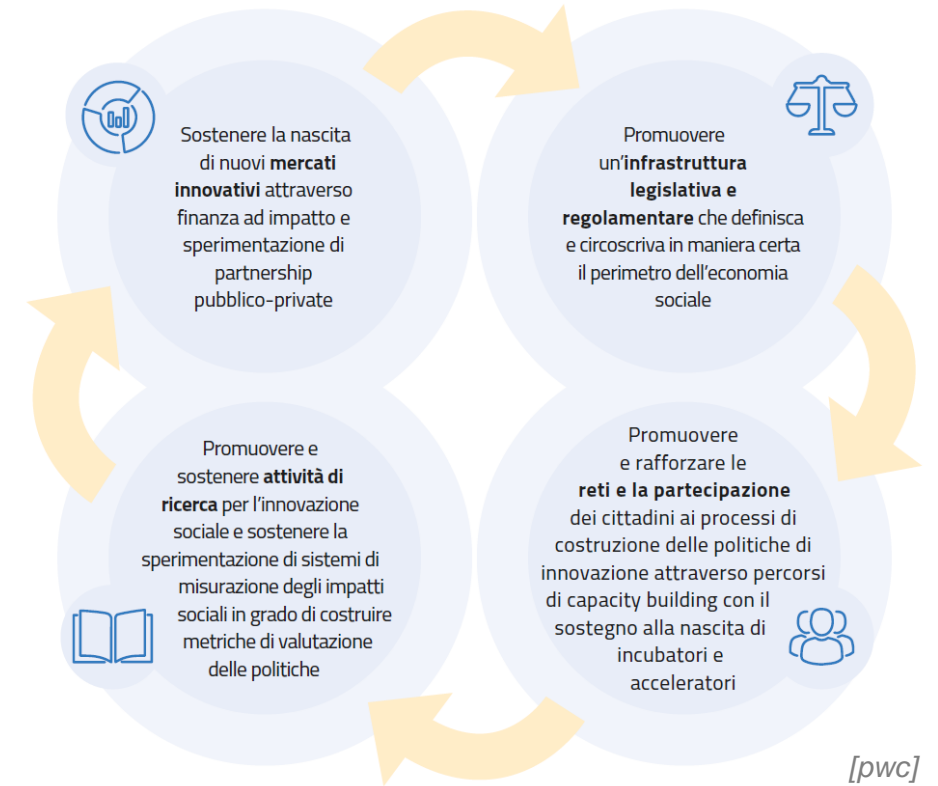 Sostenere la nascita
di nuovi mercati
innovativi attraverso
finanza ad impatto e
sperimentazione di
partnership
pubblico-private
Promuovere
un'infrastruttura
legislativa e
regolamentare che definisca
e circoscriva in maniera certa
il perimetro dell'economia
sociale
Promuovere e
sostenere attività di
ricerca per l'innovazione
sociale e sostenere la
sperimentazione di sistemi di
misurazione degli impatti
sociali in grado di costruire
metriche di valutazione
delle politiche
Promuovere
e rafforzare le
reti e la partecipazione
dei cittadini ai processi di
costruzione delle politiche di
innovazione attraverso percorsi
di capacity building con il
sostegno alla nascita di
incubatori e
acceleratori
[pwc]